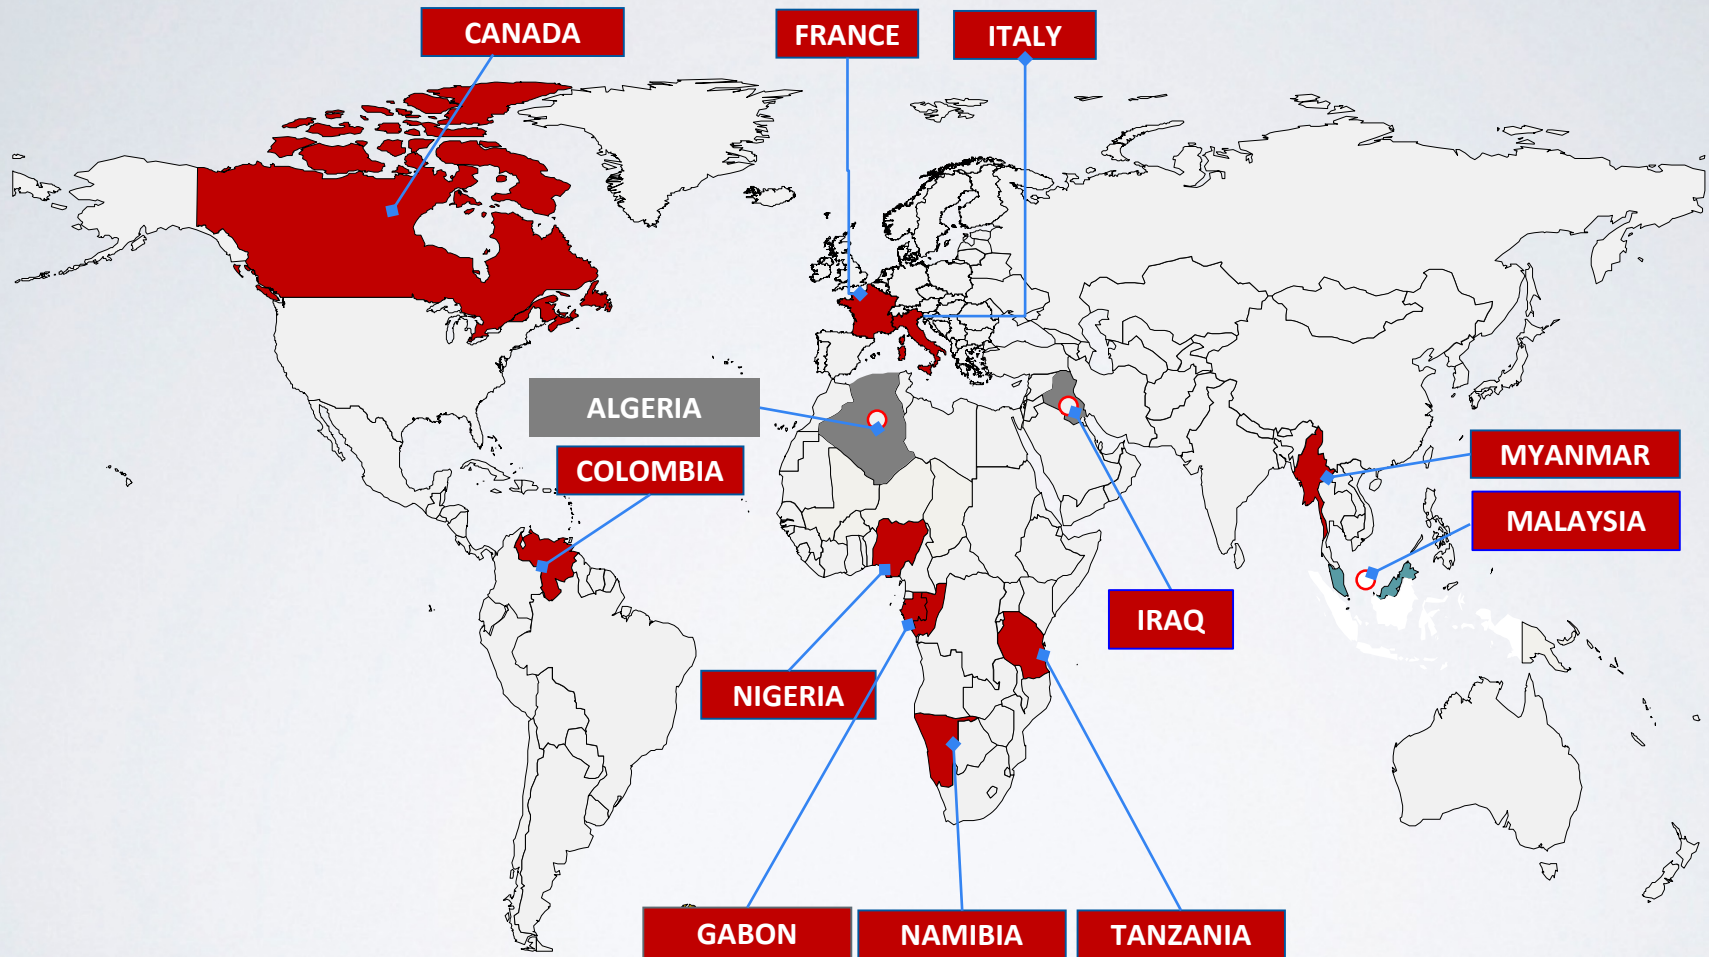 CANADA
FRANCE
ITALY
ALGERIA
COLOMBIA
MYANMAR
MALAYSIA
IRAQ
NIGERIA
GABON
NAMIBIA
TANZANIA